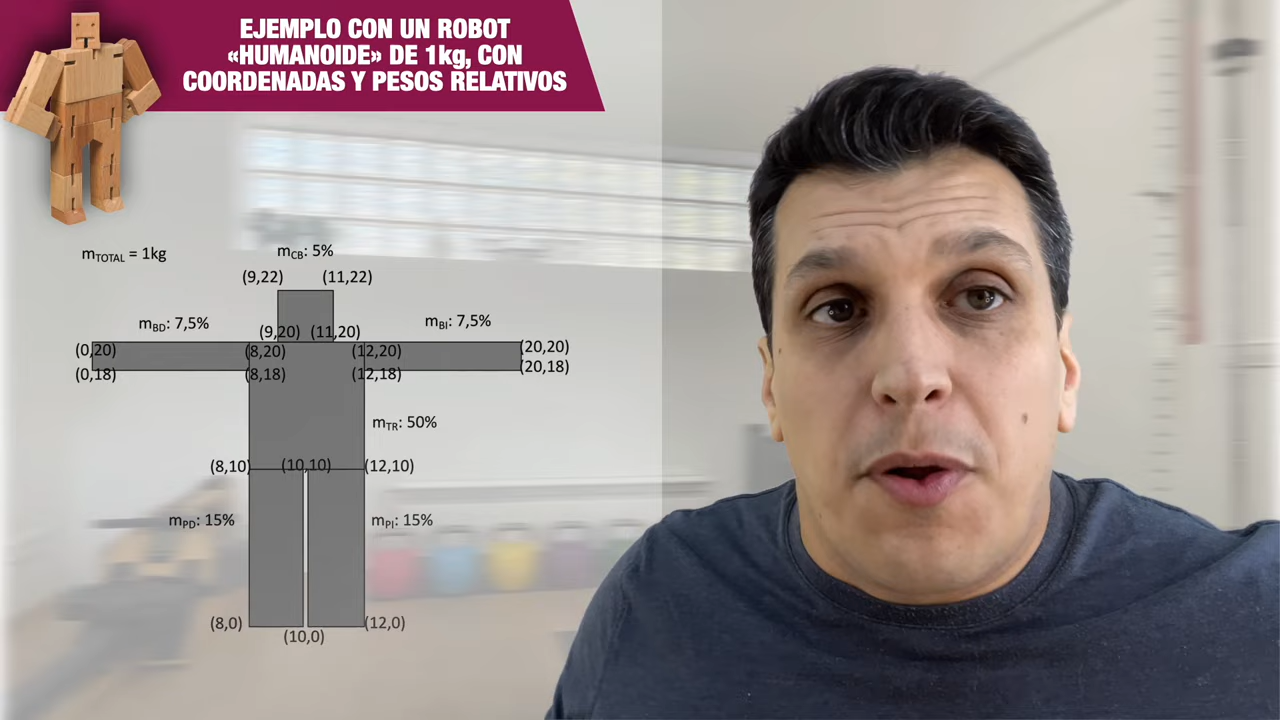 EJEMPLO CON UN ROBOT
«HUMANOIDE» DE 1kg, CON
COORDENADAS Y PESOS RELATIVOS
mTOTAL = 1kg
mCB: 5%
(9,22) (11,22)
mBD: 7,5%
mBI: 7,5%
(9,20) (11,20)
(0,20) (8,20) (12,20) (20,20)
(0,18) (8,18) (12,18) (20,18)
mTR: 50%
(8,10) (10,10) (12,10)
mPD: 15%
mPI: 15%
(8,0) (12,0)
(10,0)